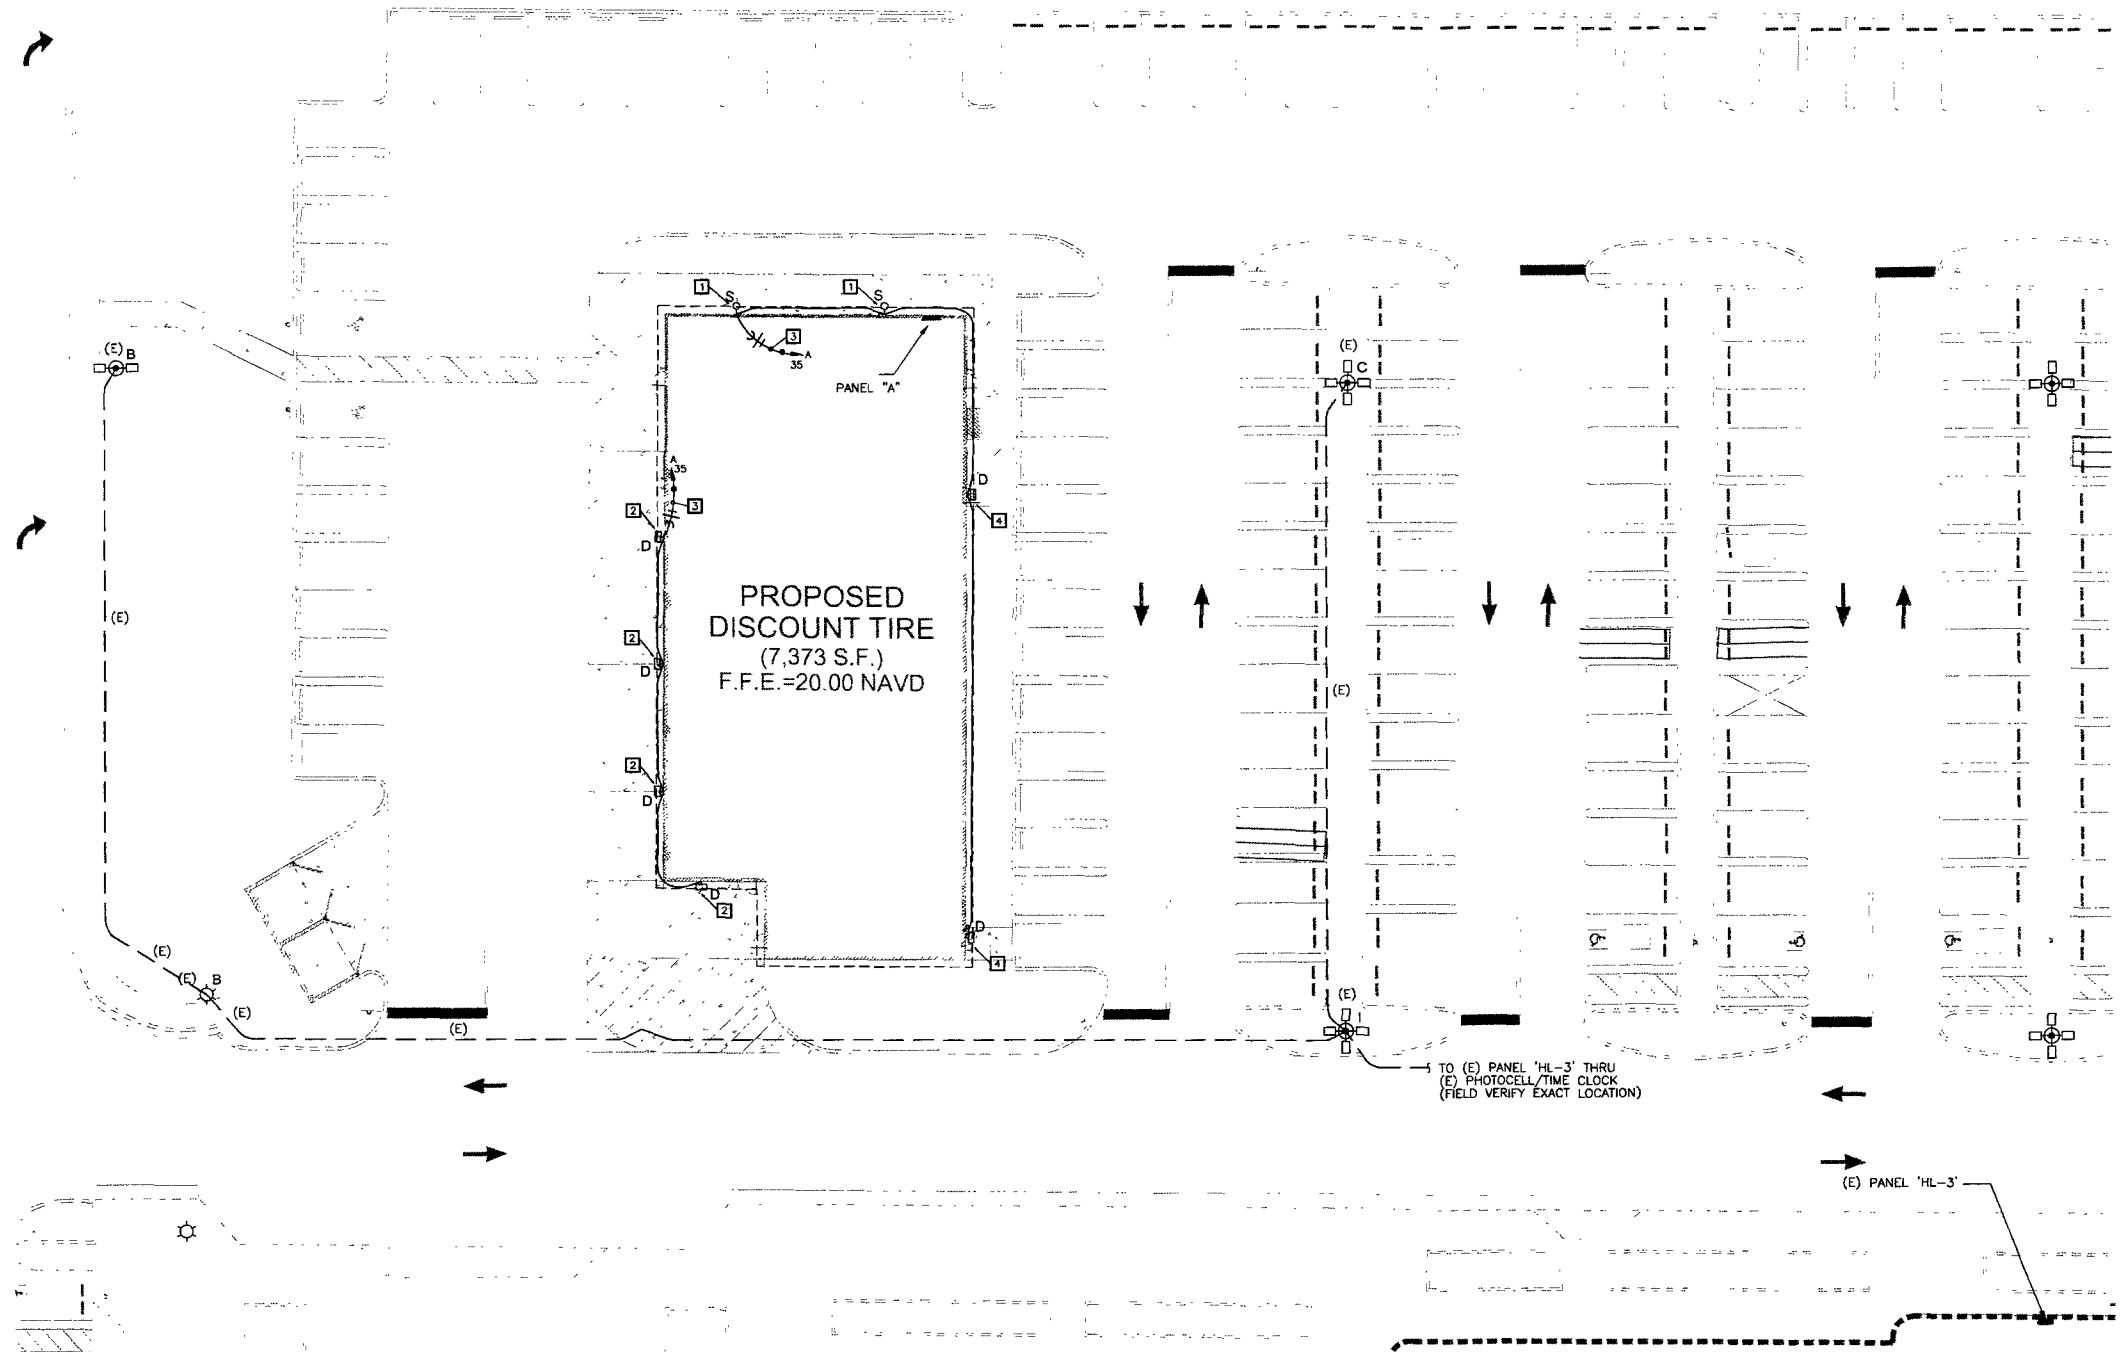 1
S
1
S
3
A
35
PANEL "A"
(E)
B
(E)
C
A
35
2
3
D
D
4
PROPOSED
DISCOUNT TIRE
(7,373 S.F.)
F.F.E.=20.00 NAVD
(E)
2
D
(E)
2
D
D
2
D
4
(E)
(E)
B
(E)
(E)
(E)
TO (E) PANEL 'HL-3' THRU
(E) PHOTOCELL/TIME CLOCK
(FIELD VERIFY EXACT LOCATION)
(E) PANEL 'HL-3'